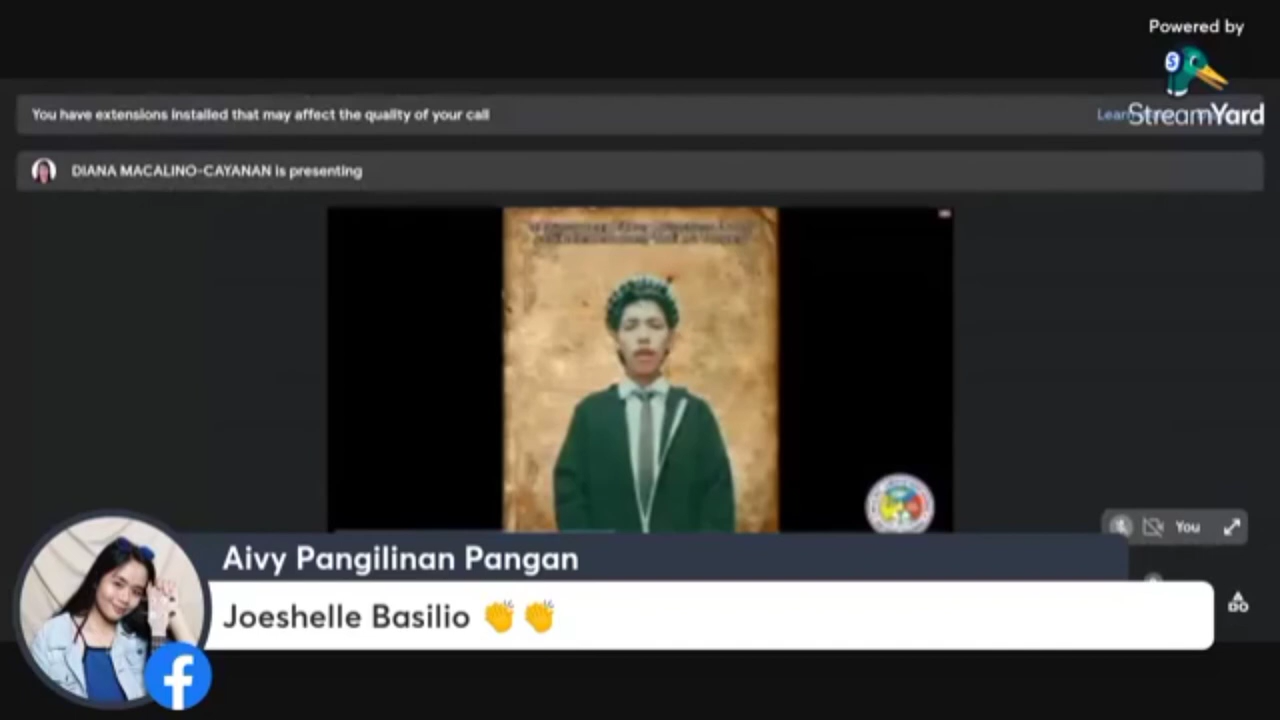 Powered by
StreamYard
You have extensions installed that may affect the quality of your call
DIANA MACALINO-CAYANAN is presenting
You
Aivy Pangilinan Pangan
Joeshelle Basilio 👏👏